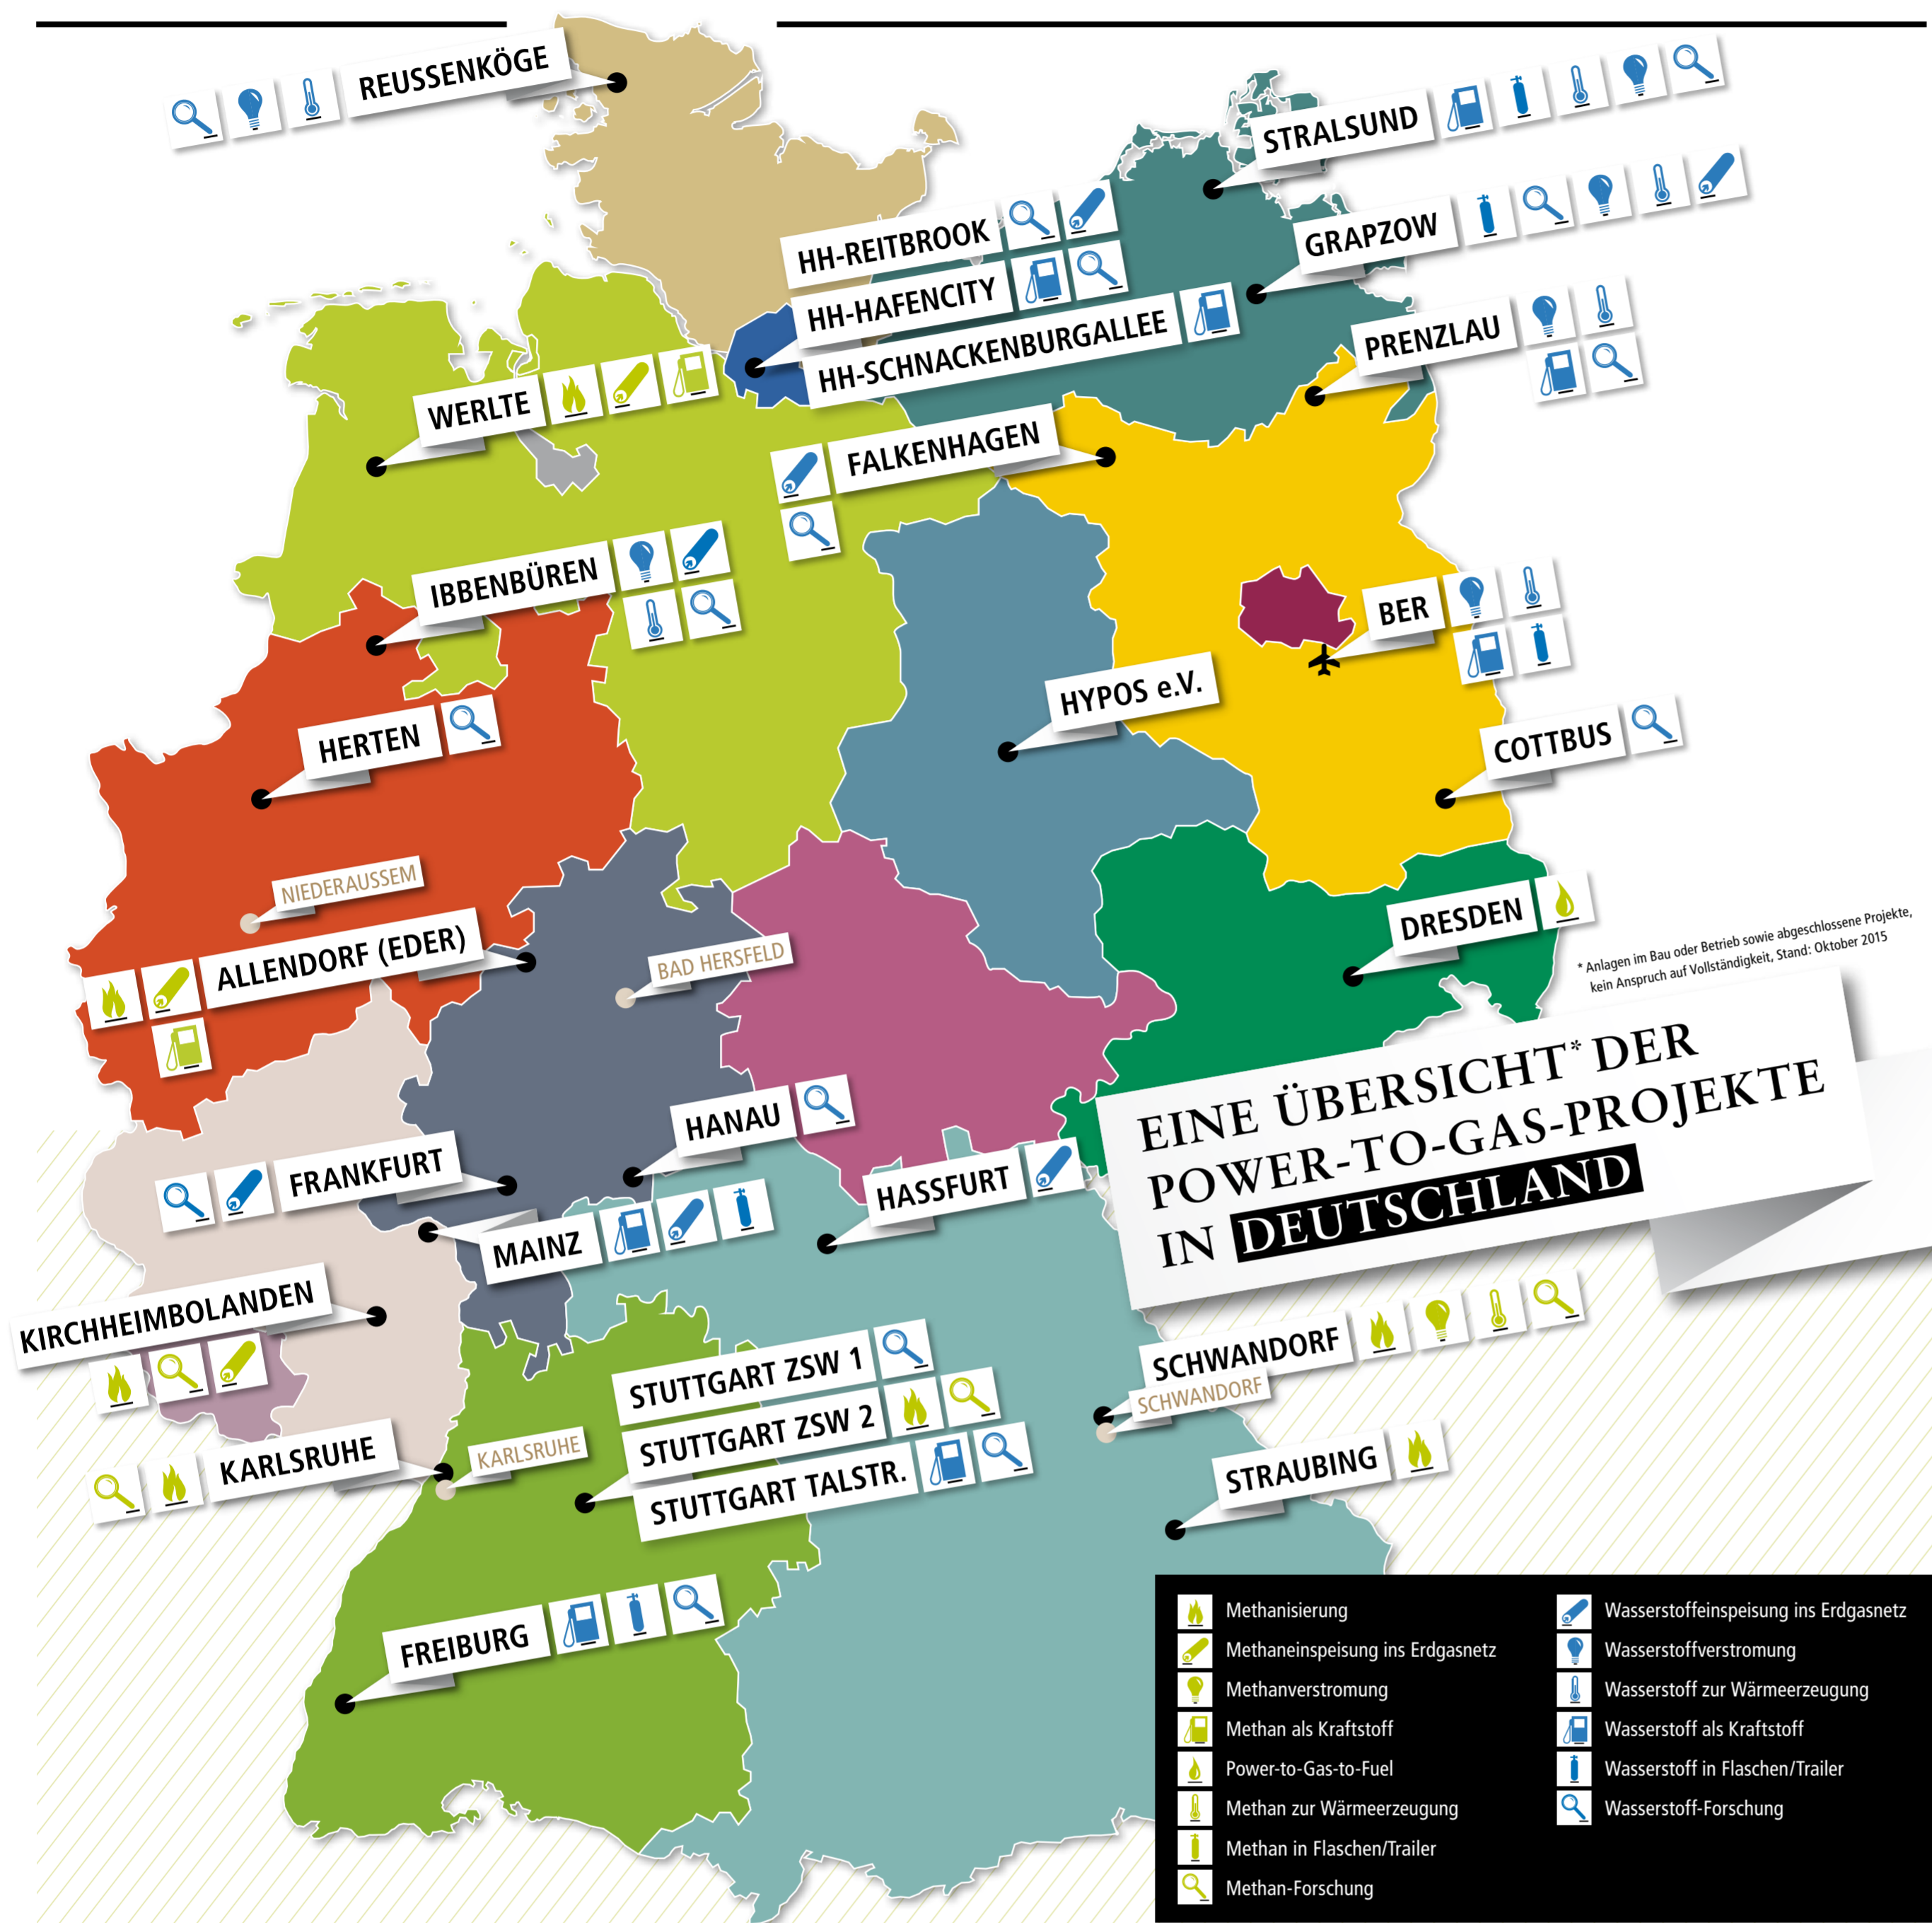 REUSSENKÖGE
STRALSUND
GRAPZOW
HH-REITBROOK
HH-HAFENCITY
HH-SCHNACKENBURGALLEE
PRENZLAU
WERLTE
FALKENHAGEN
IBBENBÜREN
BER
HYPOS e.V.
HERTEN
COTTBUS
NIEDERAUSSEM
DRESDEN
ALLENDORF (EDER)
BAD HERSFELD
* Anlagen im Bau oder Betrieb sowie abgeschlossene Projekte,
kein Anspruch auf Vollständigkeit, Stand: Oktober 2015
EINE ÜBERSICHT* DER
POWER-TO-GAS-PROJEKTE
IN DEUTSCHLAND
HANAU
FRANKFURT
HASSFURT
MAINZ
KIRCHHEIMBOLANDEN
SCHWANDORF
SCHWANDORF
STUTTGART ZSW 1
STUTTGART ZSW 2
STUTTGART TALSTR.
KARLSRUHE
KARLSRUHE
STRAUBING
FREIBURG
Methanisierung
Methaneinspeisung ins Erdgasnetz
Methanverstromung
Methan als Kraftstoff
Power-to-Gas-to-Fuel
Methan zur Wärmeerzeugung
Methan in Flaschen/Trailer
Methan-Forschung
Wasserstoffeinspeisung ins Erdgasnetz
Wasserstoffverstromung
Wasserstoff zur Wärmeerzeugung
Wasserstoff als Kraftstoff
Wasserstoff in Flaschen/Trailer
Wasserstoff-Forschung